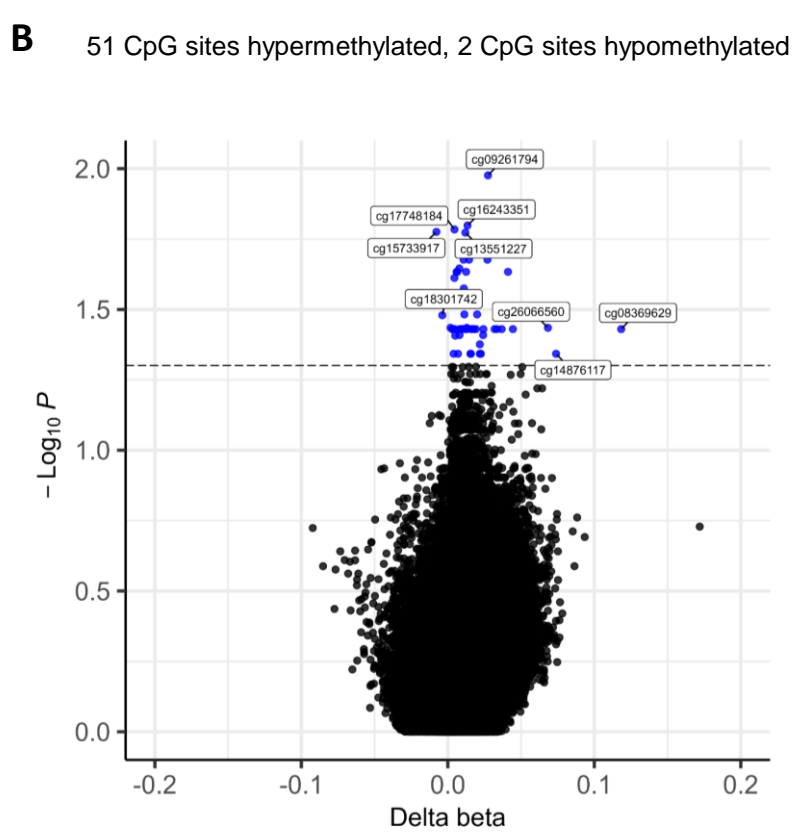 B
51 CpG sites hypermethylated, 2 CpG sites hypomethylated
2.0
1.5
1.0
0.5
0.0
− Log10 P
cg09261794
cg17748184
cg16243351
cg15733917
cg13551227
cg18301742
cg26066560
cg08369629
cg14876117
-0.2
-0.1
0.0
0.1
0.2
Delta beta